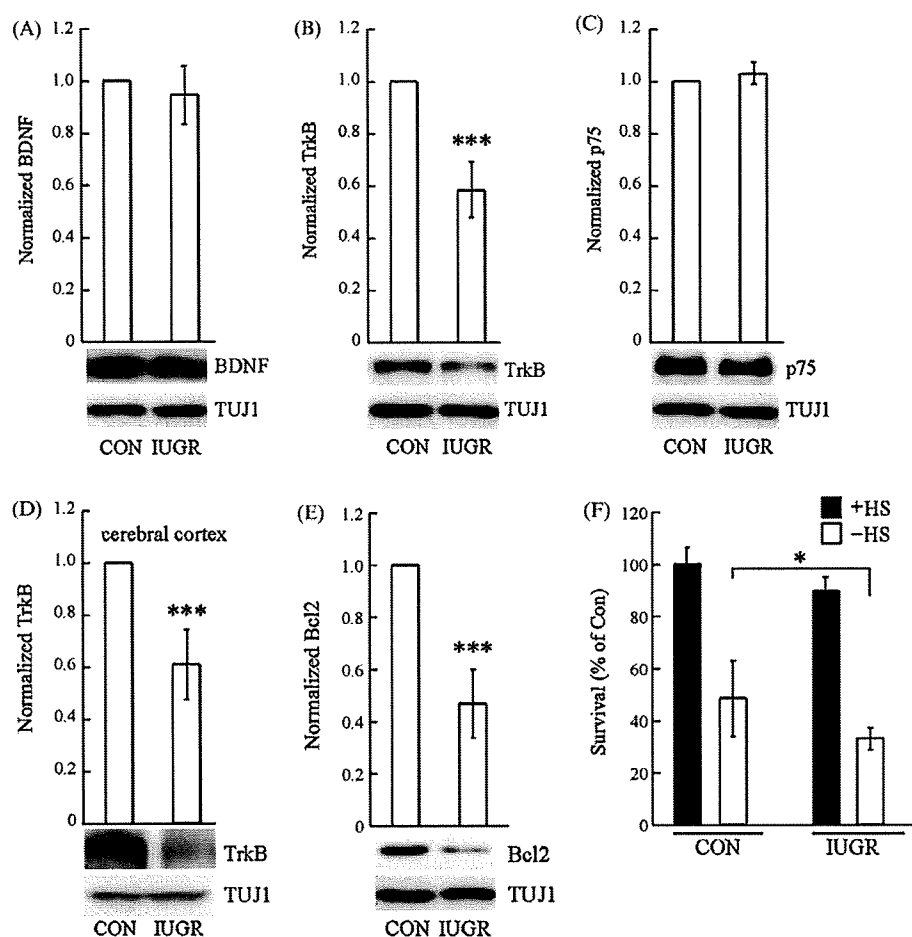 (A)
1.2
1.0
0.8
0.6
0.4
0.2
0
Normalized BDNF
BDNF
TUJ1
CON IUGR
(B)
1.2
1.0
0.8
0.6
0.4
0.2
0
Normalized TrkB
***
TrkB
TUJ1
CON IUGR
(C)
1.2
1.0
0.8
0.6
0.4
0.2
0
Normalized p75
p75
TUJ1
CON IUGR
(D)
1.2
1.0
0.8
0.6
0.4
0.2
0
Normalized TrkB
cerebral cortex
***
TrkB
TUJ1
CON IUGR
(E)
1.2
1.0
0.8
0.6
0.4
0.2
0
Normalized Bcl2
***
Bcl2
TUJ1
CON IUGR
(F)
+HS
−HS
120
100
80
60
40
20
0
Survival (% of Con)
*
CON IUGR